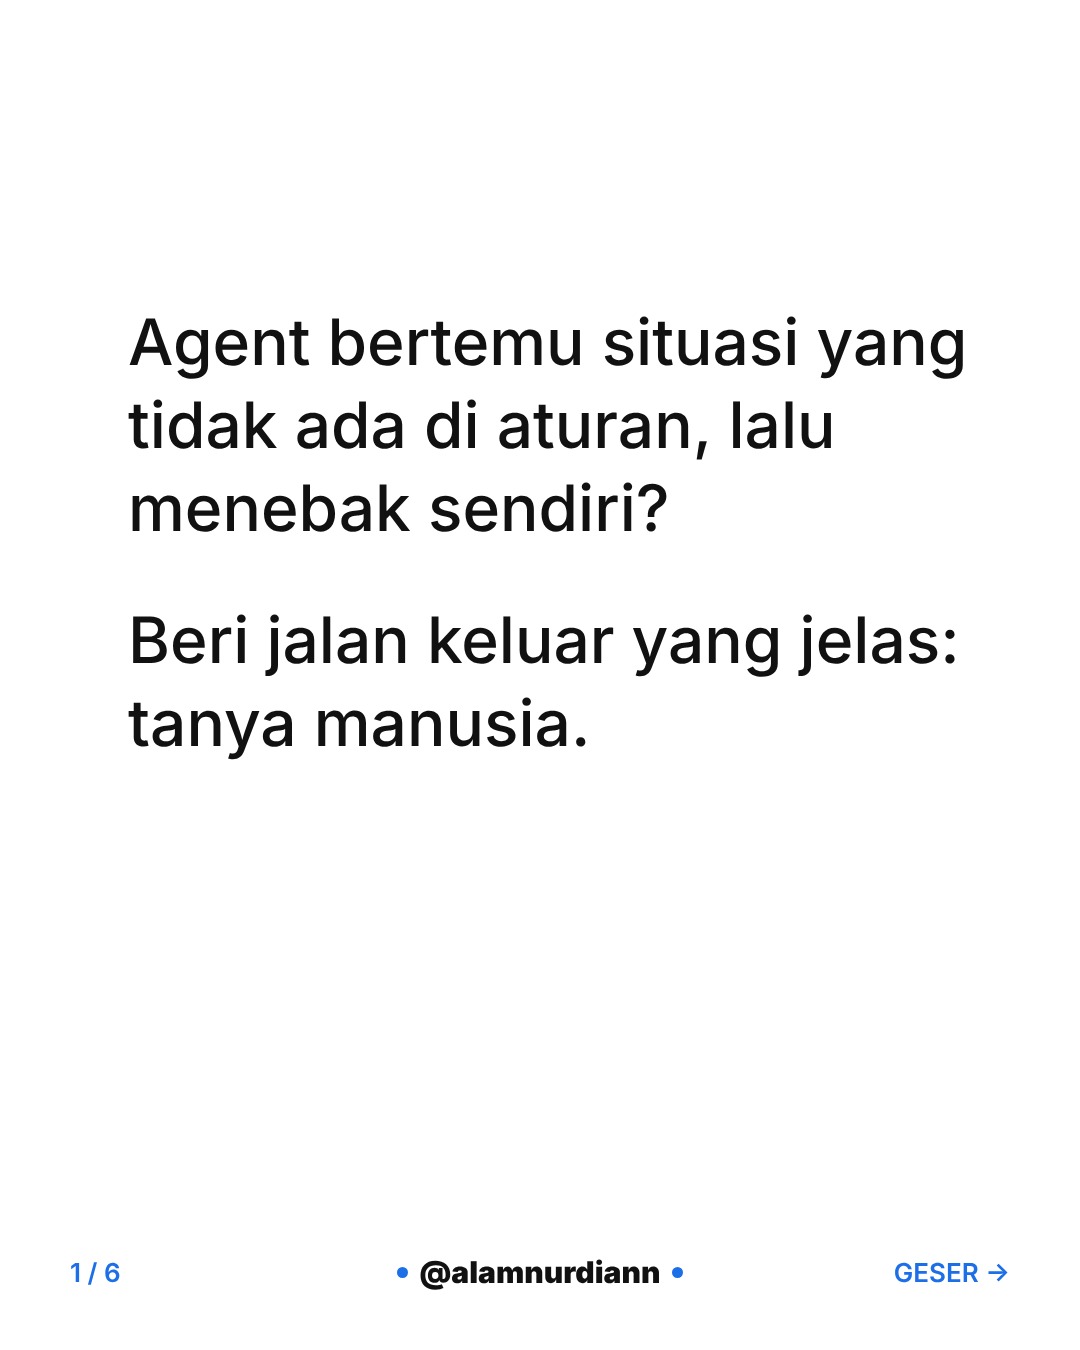 Agent bertemu situasi yang
tidak ada di aturan, lalu
menebak sendiri?
Beri jalan keluar yang jelas:
tanya manusia.
1 / 6
• @alamnurdiann •
GESER →